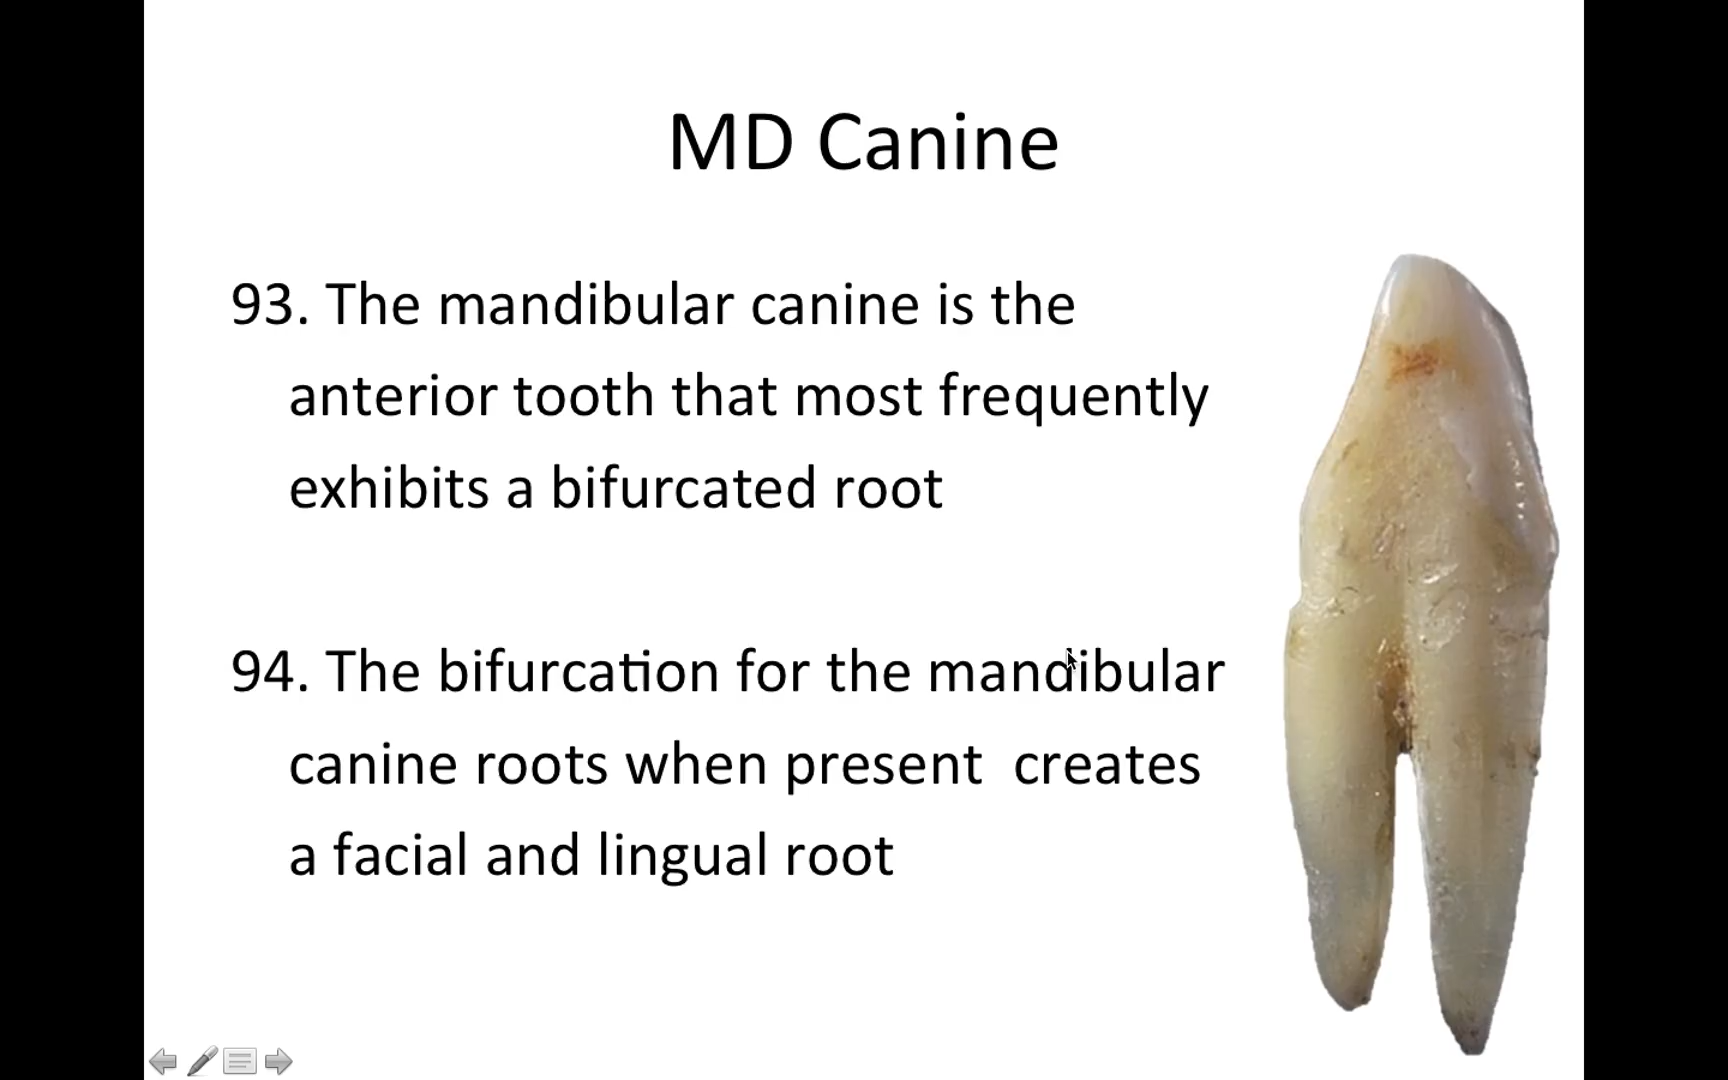 MD Canine
93. The mandibular canine is the
anterior tooth that most frequently
exhibits a bifurcated root
94. The bifurcation for the mandibular
canine roots when present  creates
a facial and lingual root